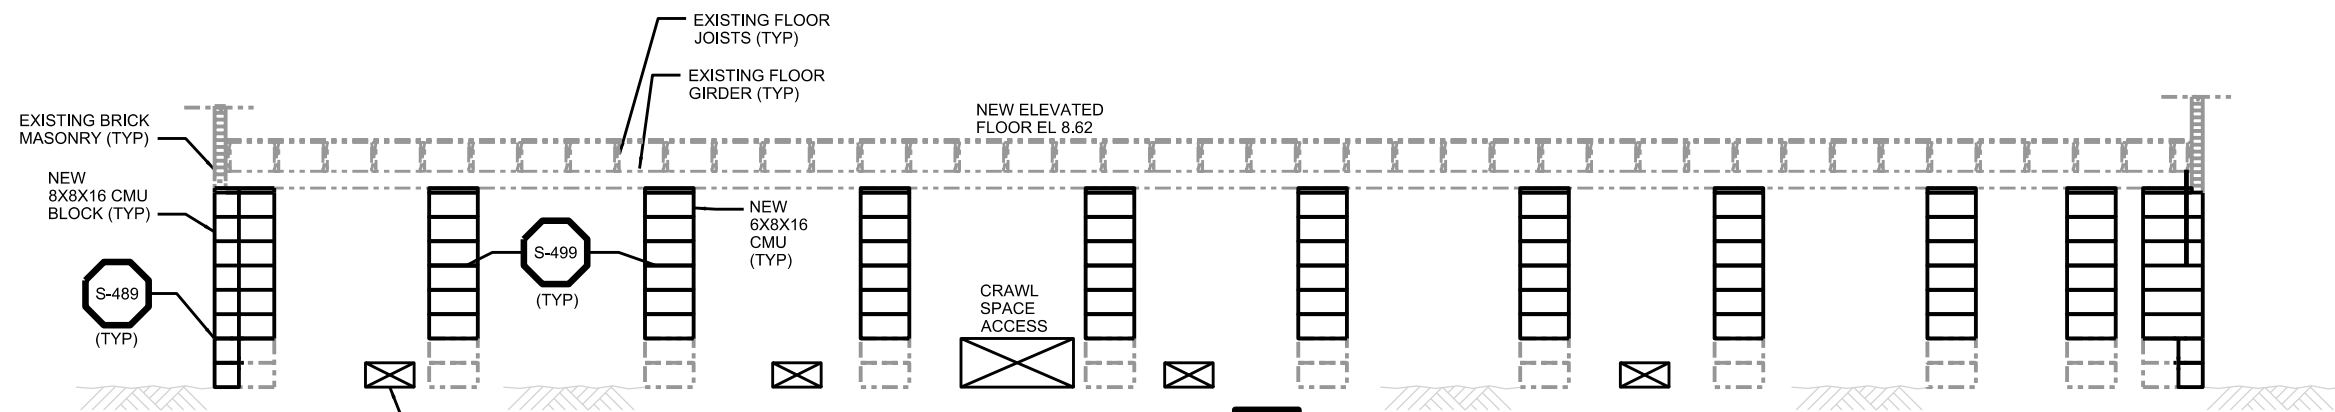 EXISTING FLOOR
JOISTS (TYP)
EXISTING FLOOR
GIRDER (TYP)
NEW ELEVATED
FLOOR EL 8.62
EXISTING BRICK
MASONRY (TYP)
NEW
8X8X16 CMU
BLOCK (TYP)
NEW
6X8X16
CMU
(TYP)
S-499
(TYP)
S-489
(TYP)
CRAWL
SPACE
ACCESS